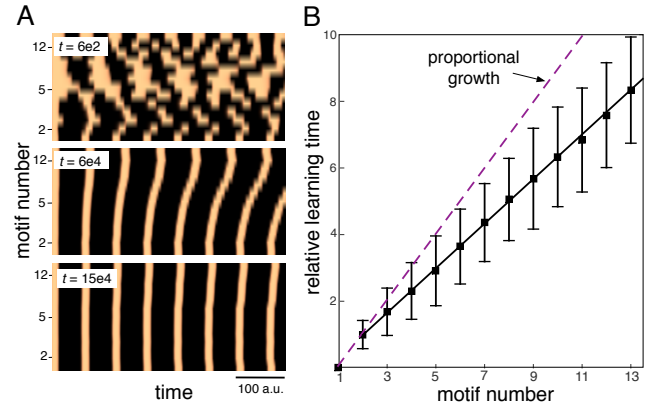 A
motif number
12
5
2
t = 6e2
12
5
2
t = 6e4
12
5
2
t = 15e4
time
100 a.u.
B
relative learning time
10
8
6
4
2
proportional
growth
1
3
5
7
9
11
13
motif number